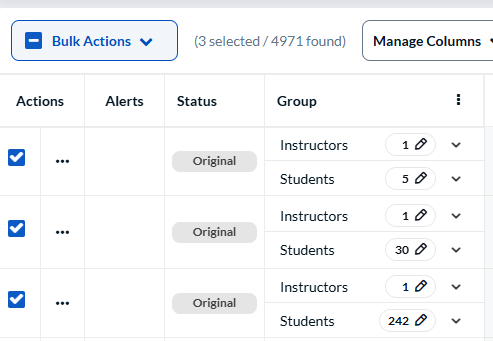 Bulk Actions (3 selected / 4971 found) Manage Columns
Actions Alerts Status Group
Original
Instructors 1
Students 5
Original
Instructors 1
Students 30
Original
Instructors 1
Students 242